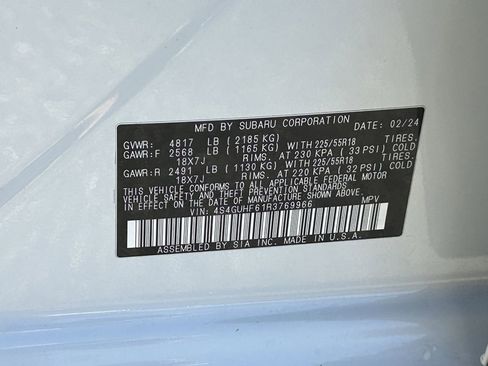 MFD BY SUBARU CORPORATION DATE: 02/24
GVWR: 4817 LB ( 2185 KG)
GAWR:F 2568 LB ( 1165 KG) WITH 225/55R18 TIRES.
18X7J RIMS. AT 230 KPA ( 33 PSI) COLD
GAWR:R 2491 LB ( 1130 KG) WITH 225/55R18 TIRES.
18X7J RIMS. AT 220 KPA ( 32 PSI) COLD
THIS VEHICLE CONFORMS TO ALL APPLICABLE FEDERAL MOTOR
VEHICLE SAFETY AND THEFT PREVENTION STANDARDS IN EFFECT
ON THE DATE OF MANUFACTURE SHOWN ABOVE.
VIN: 4S4GUHF61R3769966 MPV
ASSEMBLED BY SIA INC. MADE IN U.S.A.